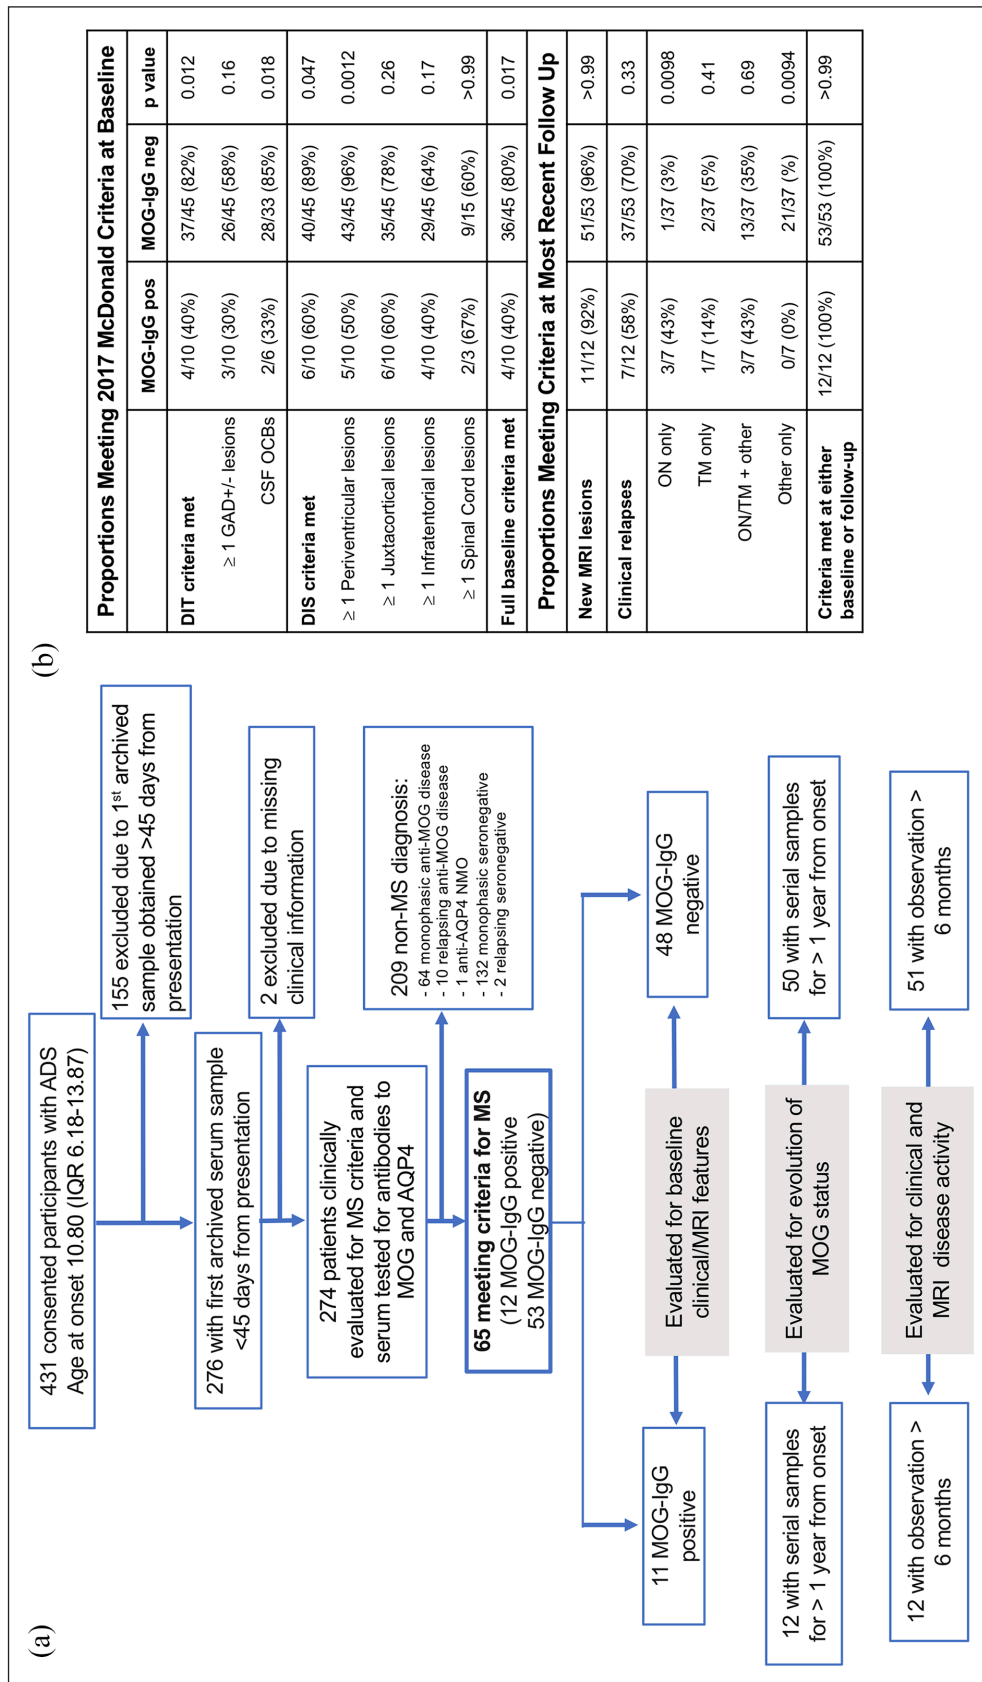 (a)
431 consented participants with ADS
Age at onset 10.80 (IQR 6.18-13.87)
155 excluded due to 1st archived
sample obtained >45 days from
presentation
276 with first archived serum sample
<45 days from presentation
2 excluded due to missing
clinical information
274 patients clinically
evaluated for MS criteria and
serum tested for antibodies to
MOG and AQP4
209 non-MS diagnosis:
- 64 monophasic anti-MOG disease
- 10 relapsing anti-MOG disease
- 1 anti-AQP4 NMO
- 132 monophasic seronegative
- 2 relapsing seronegative
65 meeting criteria for MS
(12 MOG-IgG positive
53 MOG-IgG negative)
11 MOG-IgG
positive
Evaluated for baseline
clinical/MRI features
48 MOG-IgG
negative
12 with serial samples
for > 1 year from onset
Evaluated for evolution of
MOG status
50 with serial samples
for > 1 year from onset
12 with observation >
6 months
Evaluated for clinical and
MRI disease activity
51 with observation >
6 months
(b)
Proportions Meeting 2017 McDonald Criteria at Baseline
MOG-IgG pos MOG-IgG neg p value
DIT criteria met 4/10 (40%) 37/45 (82%) 0.012
≥ 1 GAD+/- lesions 3/10 (30%) 26/45 (58%) 0.16
CSF OCBs 2/6 (33%) 28/33 (85%) 0.018
DIS criteria met 6/10 (60%) 40/45 (89%) 0.047
≥ 1 Periventricular lesions 5/10 (50%) 43/45 (96%) 0.0012
≥ 1 Juxtacortical lesions 6/10 (60%) 35/45 (78%) 0.26
≥ 1 Infratentorial lesions 4/10 (40%) 29/45 (64%) 0.17
≥ 1 Spinal Cord lesions 2/3 (67%) 9/15 (60%) >0.99
Full baseline criteria met 4/10 (40%) 36/45 (80%) 0.017
Proportions Meeting Criteria at Most Recent Follow Up
New MRI lesions 11/12 (92%) 51/53 (96%) >0.99
Clinical relapses 7/12 (58%) 37/53 (70%) 0.33
ON only 3/7 (43%) 1/37 (3%) 0.0098
TM only 1/7 (14%) 2/37 (5%) 0.41
ON/TM + other 3/7 (43%) 13/37 (35%) 0.69
Other only 0/7 (0%) 21/37 (%) 0.0094
Criteria met at either
baseline or follow-up 12/12 (100%) 53/53 (100%) >0.99